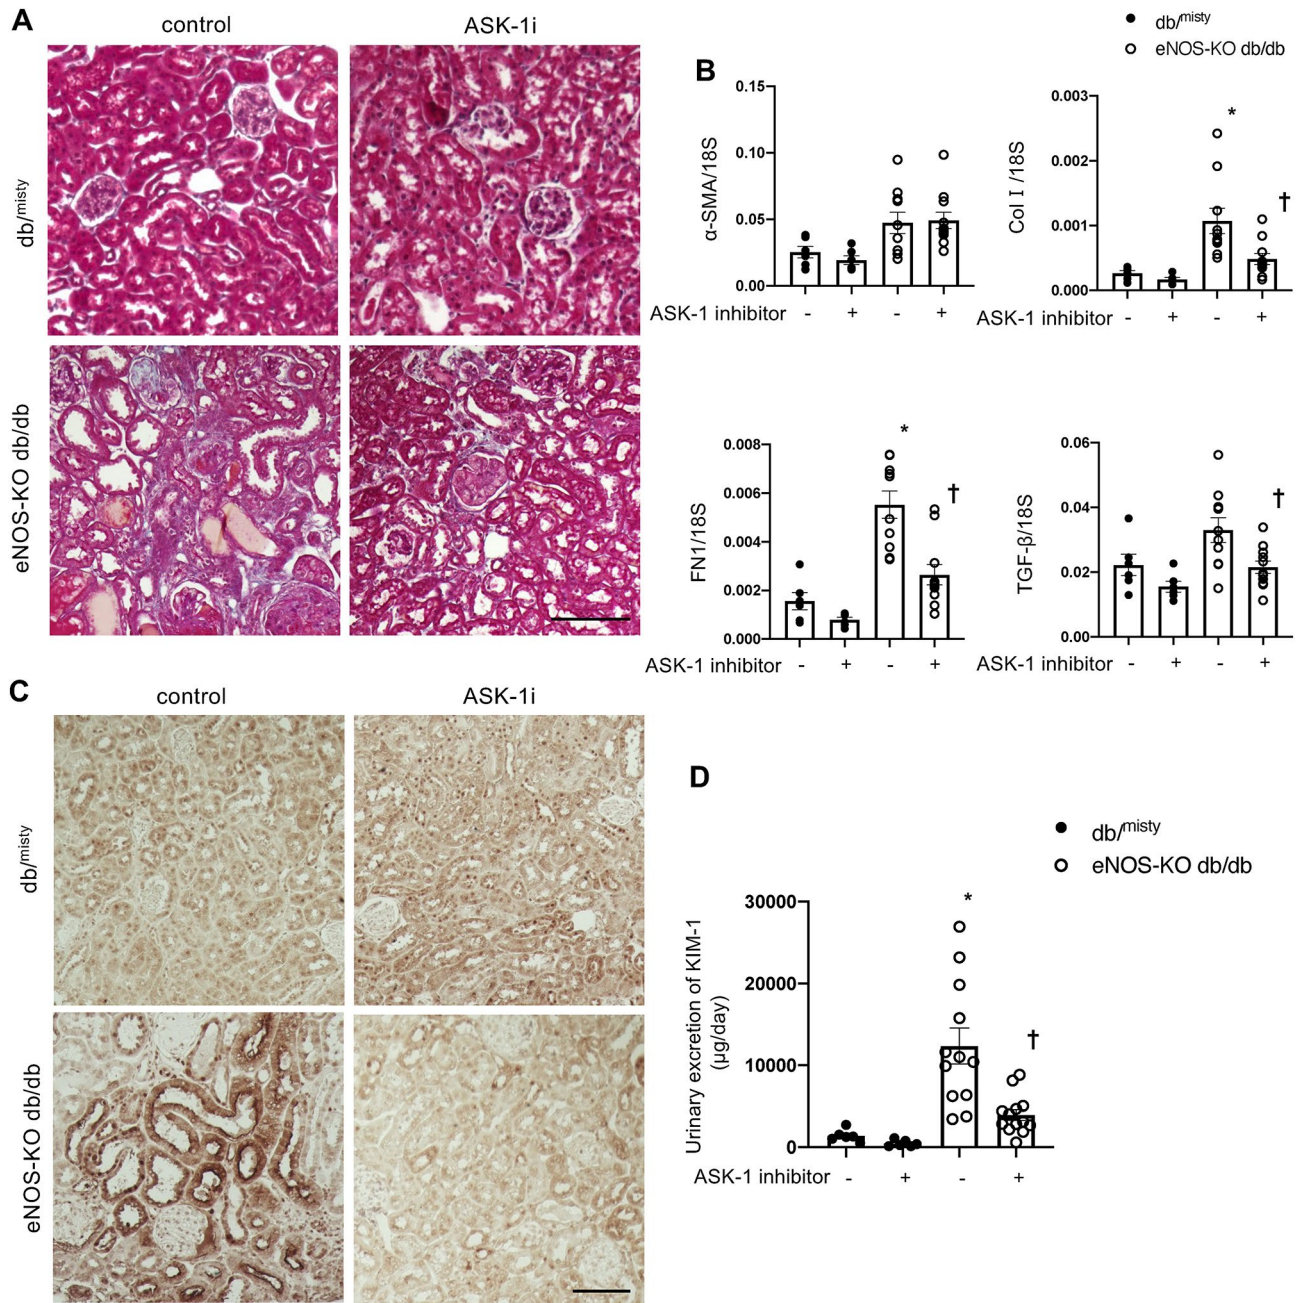 A
control
ASK-1i
db/misty
eNOS-KO db/db
B
db/misty
eNOS-KO db/db
α-SMA/18S
0.15
0.10
0.05
0.00
ASK-1 inhibitor - + - +
Col I /18S
0.003
0.002
0.001
0.000
*
†
ASK-1 inhibitor - + - +
FN1/18S
0.008
0.006
0.004
0.002
0.000
*
†
ASK-1 inhibitor - + - +
TGF-β/18S
0.06
0.04
0.02
0.00
†
ASK-1 inhibitor - + - +
C
control
ASK-1i
db/misty
eNOS-KO db/db
D
db/misty
eNOS-KO db/db
Urinary excretion of KIM-1
(μg/day)
30000
20000
10000
0
*
†
ASK-1 inhibitor - + - +